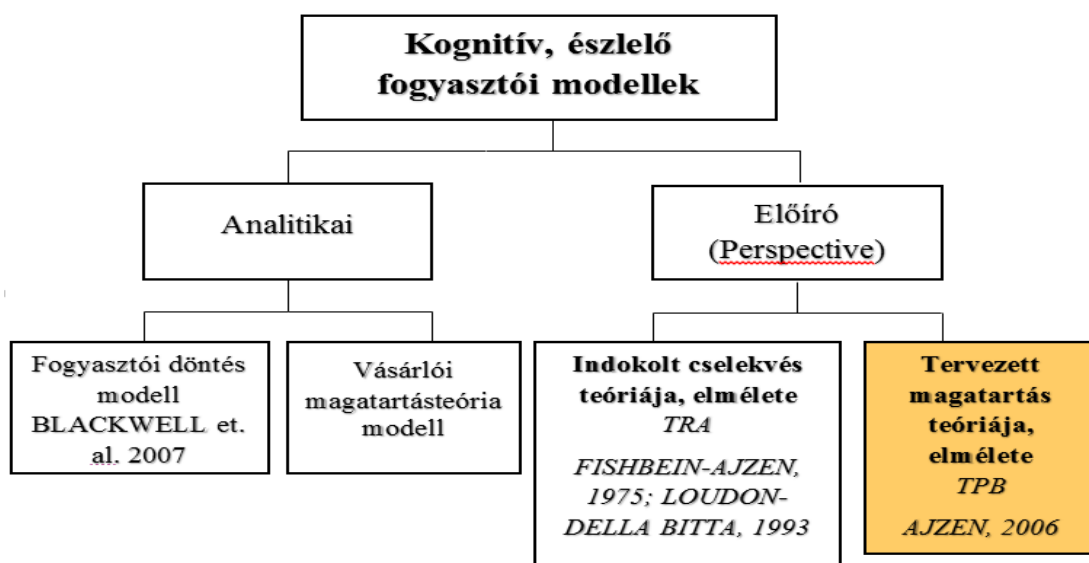 Kognitív, észlelő
fogyasztói modellek
Analitikai
Előíró
(Perspective)
Fogyasztói döntés
modell
BLACKWELL et.
al. 2007
Vásárlói
magatartásteória
modell
Indokolt cselekvés
teóriája, elmélete
TRA
FISHBEIN-AJZEN,
1975; LOUDON-
DELLA BITTA, 1993
Tervezett
magatartás
teóriája,
elmélete
TPB
AJZEN, 2006